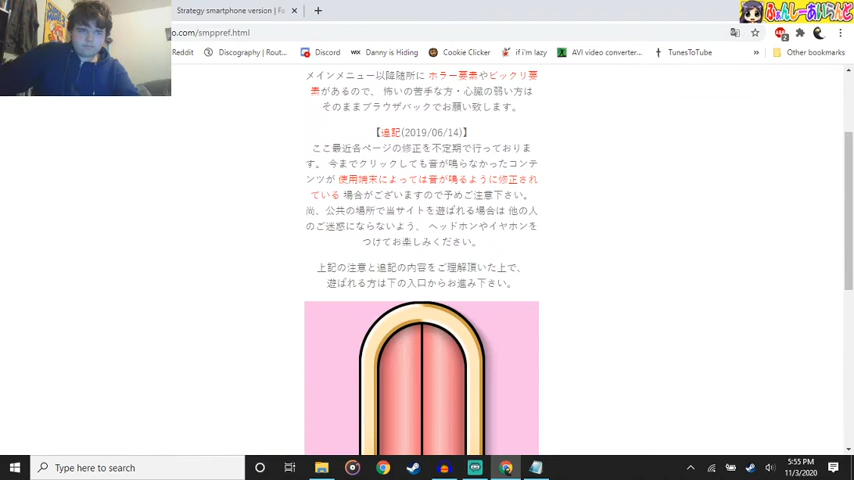 Strategy smartphone version | Fa
o.com/smppref.html
ふぁんしーあいらんど
Reddit
Discography | Rout...
Discord
Danny is Hiding
Cookie Clicker
if i'm lazy
AVI video converter...
TunesToTube
Other bookmarks
メインメニュー以降随所に ホラー要素やビックリ要
素があるので、 怖いの苦手な方・心臓の弱い方は
そのままブラウザバックでお願い致します。
【追記(2019/06/14)】
ここ最近各ページの修正を不定期で行っておりま
す。 今までクリックしても音が鳴らなかったコンテ
ンツが 使用端末によっては音が鳴るように修正され
ている 場合がございますので予めご注意下さい。
尚、公共の場所で当サイトを遊ばれる場合は 他の人
のご迷惑にならないよう、 ヘッドホンやイヤホンを
つけてお楽しみください。
上記の注意と追記の内容をご理解頂いた上で、
遊ばれる方は下の入口からお進み下さい。
Type here to search
5:55 PM
11/3/2020